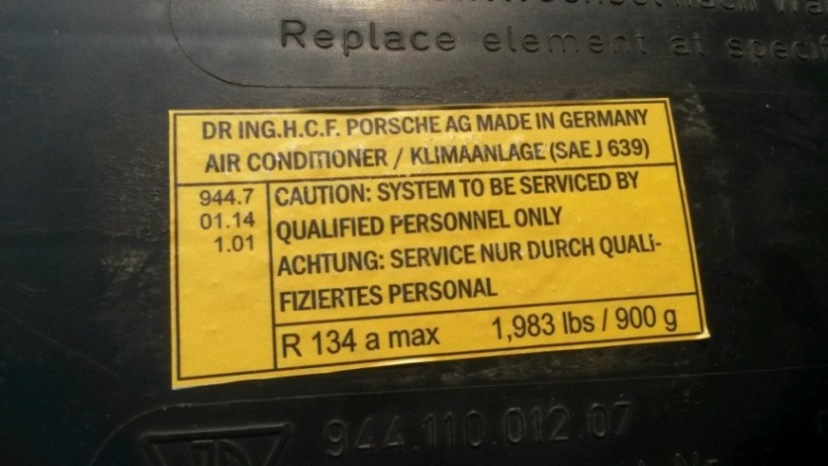 Replace element at
DR ING.H.C.F. PORSCHE AG MADE IN GERMANY
AIR CONDITIONER / KLIMAANLAGE (SAE J 639)
944.7
01.14
1.01
CAUTION: SYSTEM TO BE SERVICED BY
QUALIFIED PERSONNEL ONLY
ACHTUNG: SERVICE NUR DURCH QUALI-
FIZIERTES PERSONAL
R 134 a max 1,983 lbs / 900 g
944.110.012.07